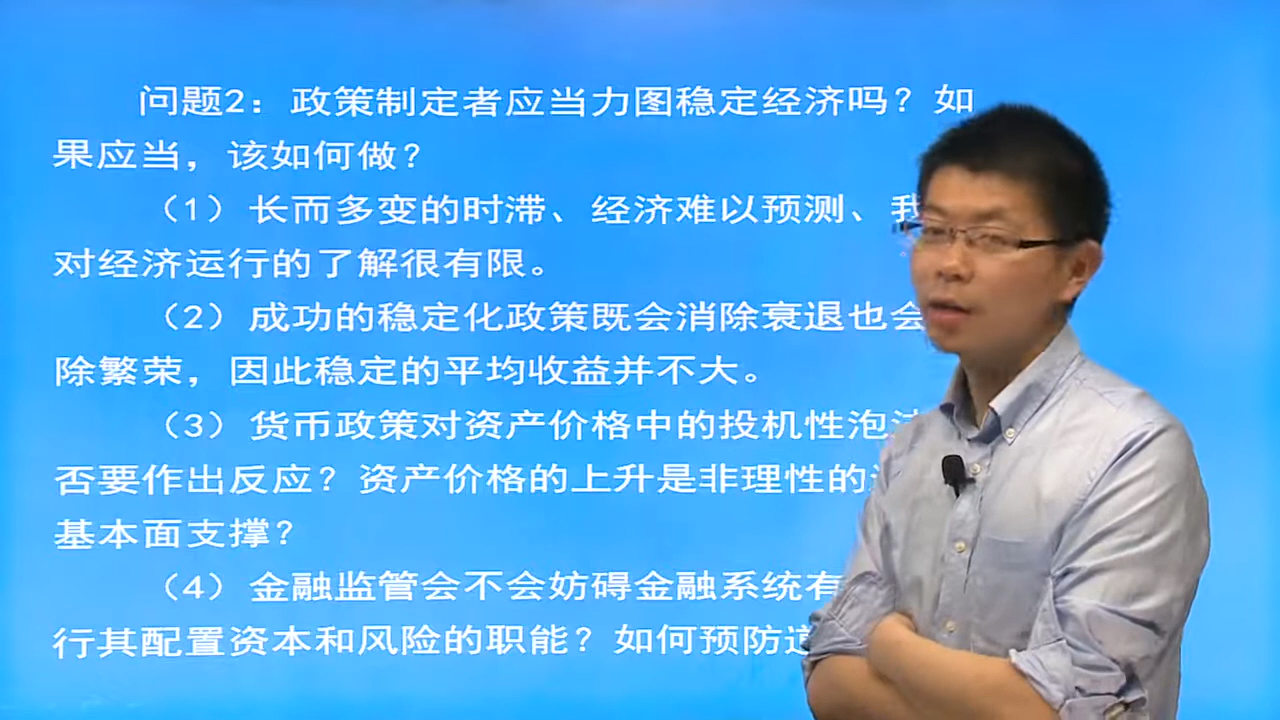 问题2：政策制定者应当力图稳定经济吗？如
果应当，该如何做？
（1）长而多变的时滞、经济难以预测、我
对经济运行的了解很有限。
（2）成功的稳定化政策既会消除衰退也会
除繁荣，因此稳定的平均收益并不大。
（3）货币政策对资产价格中的投机性泡
否要作出反应？资产价格的上升是非理性的
基本面支撑？
（4）金融监管会不会妨碍金融系统有
行其配置资本和风险的职能？如何预防道